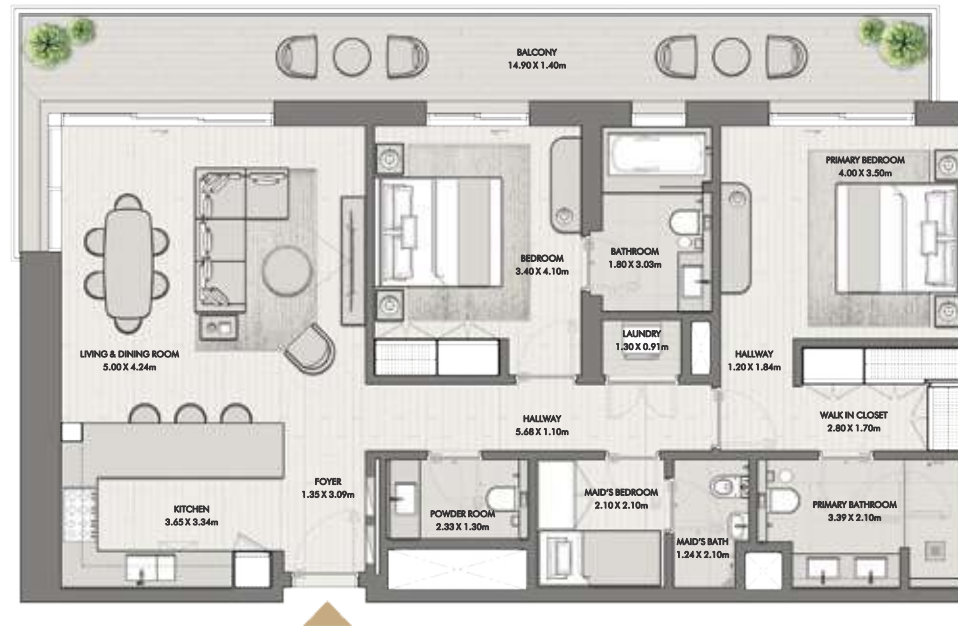 BALCONY
14.90 X 1.40m
PRIMARY BEDROOM
4.00 X 3.50m
BEDROOM
3.40 X 4.10m
BATHROOM
1.80 X 3.03m
LAUNDRY
1.30 X 0.91m
LIVING & DINING ROOM
5.00 X 4.24m
HALLWAY
1.20 X 1.84m
HALLWAY
5.68 X 1.10m
WALK IN CLOSET
2.80 X 1.70m
FOYER
1.35 X 3.09m
KITCHEN
3.65 X 3.34m
POWDER ROOM
2.33 X 1.30m
MAID'S BEDROOM
2.10 X 2.10m
MAID'S BATH
1.24 X 2.10m
PRIMARY BATHROOM
3.39 X 2.10m